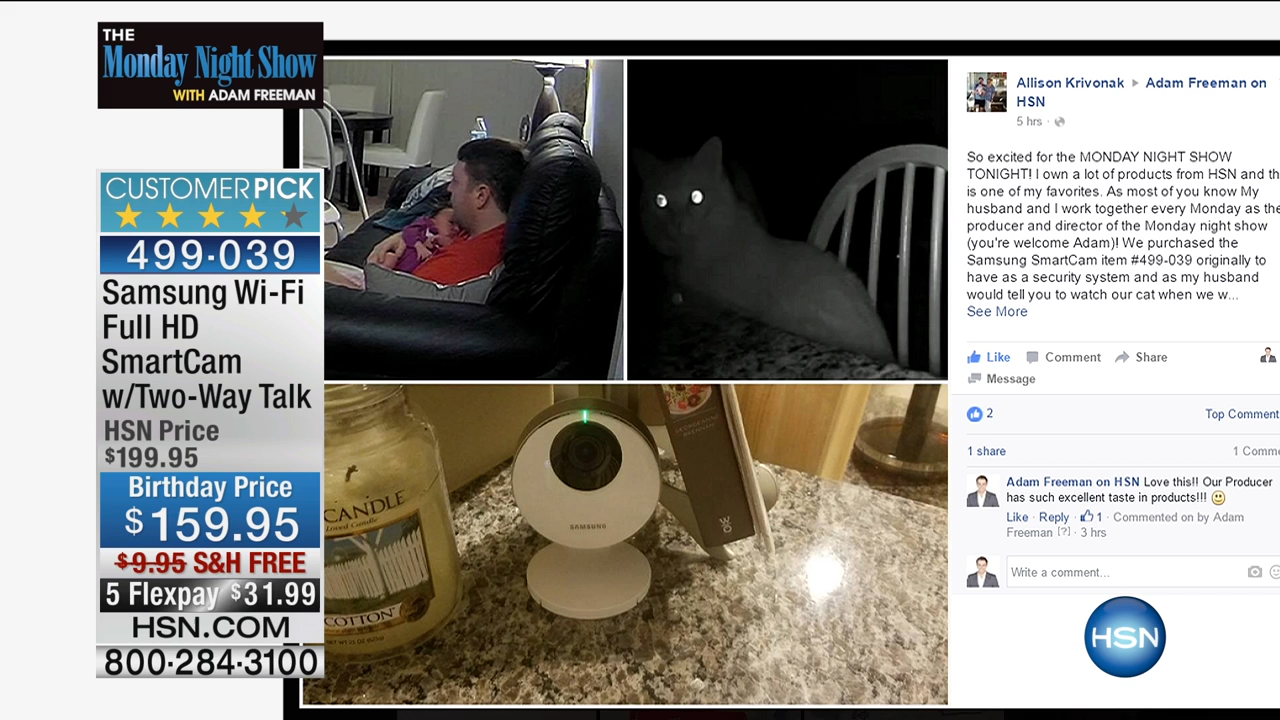 THE
Monday Night Show
WITH ADAM FREEMAN
CUSTOMER PICK
499-039
Samsung Wi-Fi
Full HD
SmartCam
w/Two-Way Talk
HSN Price
$199.95
Birthday Price
$159.95
$9.95 S&H FREE
5 Flexpay $31.99
HSN.COM
800-284-3100
CANDLE
Loved Candle
COTTON
SAMSUNG
Allison Krivonak ▸ Adam Freeman on
HSN
5 hrs ·
So excited for the MONDAY NIGHT SHOW
TONIGHT! I own a lot of products from HSN and th
is one of my favorites. As most of you know My
husband and I work together every Monday as the
producer and director of the Monday night show
(you're welcome Adam)! We purchased the
Samsung SmartCam item #499-039 originally to
have as a security system and as my husband
would tell you to watch our cat when we w...
See More
Like Comment Share
Message
2 Top Comment
1 share 1 Comme
Adam Freeman on HSN Love this!! Our Producer
has such excellent taste in products!!! 🙂
Like · Reply · 1 · Commented on by Adam
Freeman [?] · 3 hrs
Write a comment...
HSN